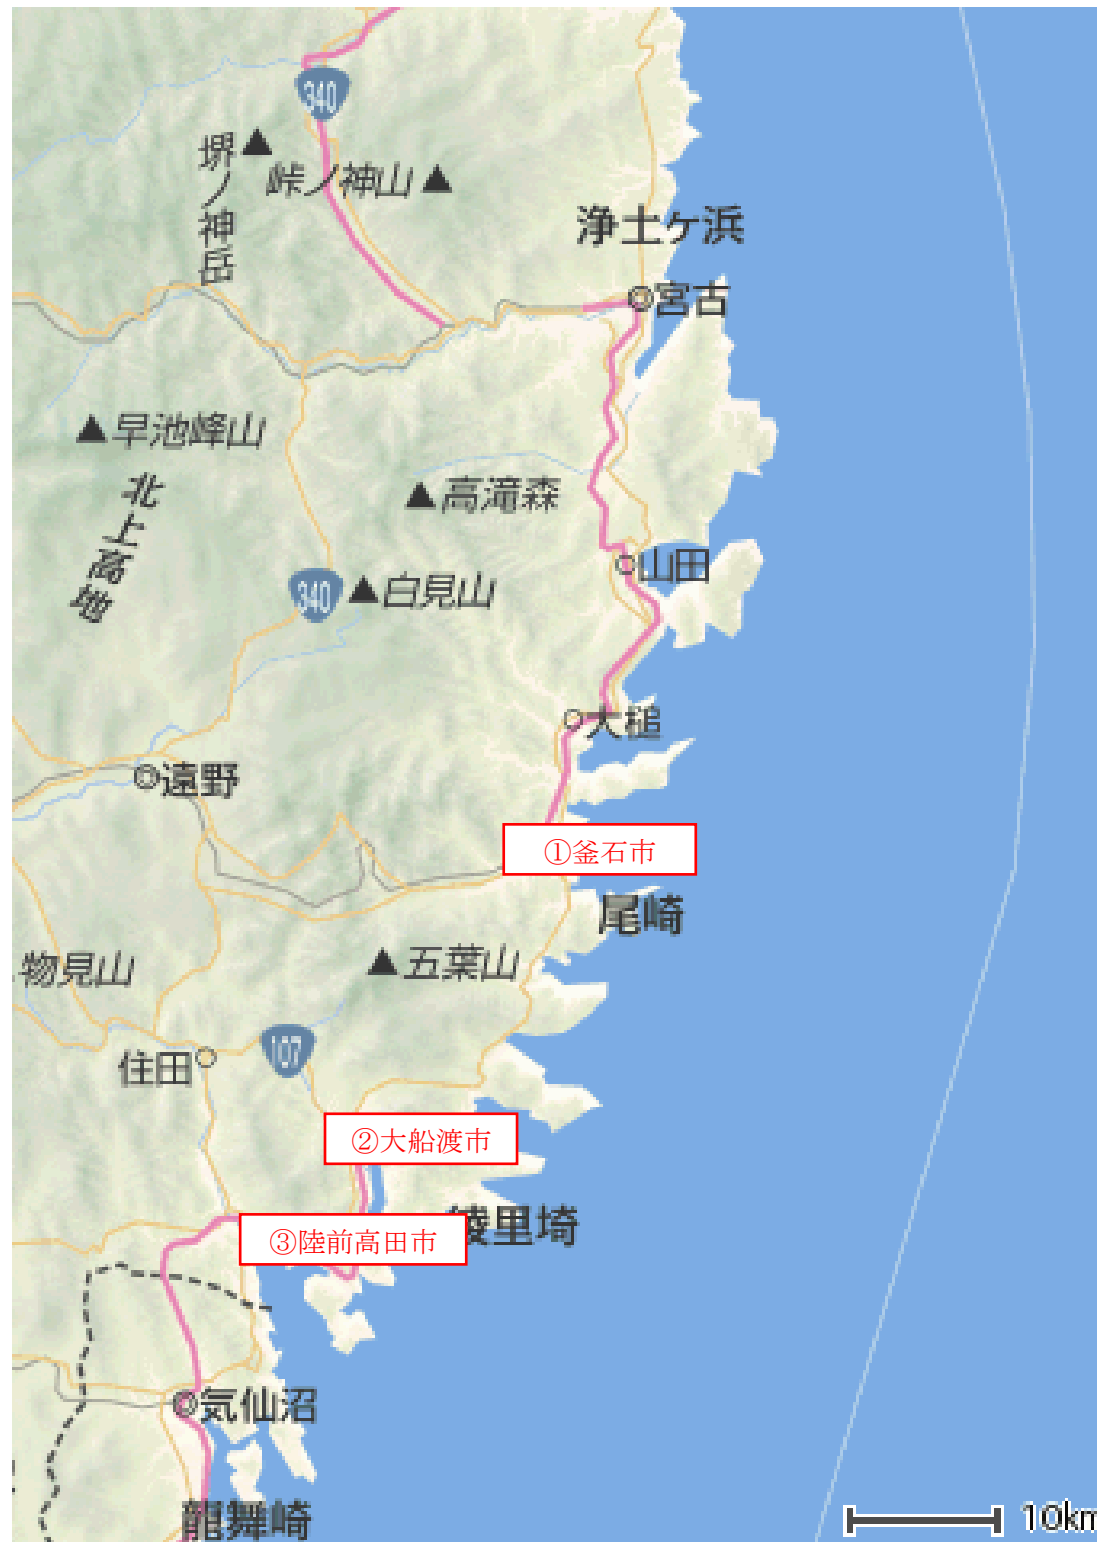 340
堺ノ神岳
峠ノ神山
浄土ヶ浜
宮古
早池峰山
北上高地
高滝森
山田
340
白見山
大槌
遠野
①釜石市
尾崎
五葉山
物見山
107
住田
②大船渡市
綾里埼
③陸前高田市
気仙沼
龍舞崎
10km